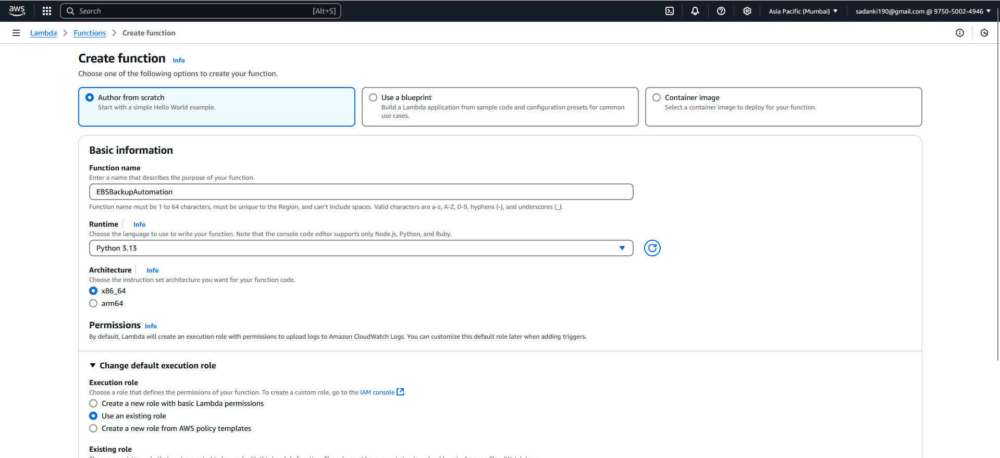 aws
Search [Alt+S]
Asia Pacific (Mumbai) ▼
sadanki190@gmail.com @ 9750-5002-4946 ▼
Lambda > Functions > Create function
Create function Info
Choose one of the following options to create your function.
Author from scratch
Start with a simple Hello World example.
Use a blueprint
Build a Lambda application from sample code and configuration presets for common
use cases.
Container image
Select a container image to deploy for your function.
Basic information
Function name
Enter a name that describes the purpose of your function.
EBSBackupAutomation
Function name must be 1 to 64 characters, must be unique to the Region, and can't include spaces. Valid characters are a-z, A-Z, 0-9, hyphens (-), and underscores (_).
Runtime Info
Choose the language to use to write your function. Note that the console code editor supports only Node.js, Python, and Ruby.
Python 3.13
Architecture Info
Choose the instruction set architecture you want for your function code.
x86_64
arm64
Permissions Info
By default, Lambda will create an execution role with permissions to upload logs to Amazon CloudWatch Logs. You can customize this default role later when adding triggers.
▼ Change default execution role
Execution role
Choose a role that defines the permissions of your function. To create a custom role, go to the IAM console.
Create a new role with basic Lambda permissions
Use an existing role
Create a new role from AWS policy templates
Existing role